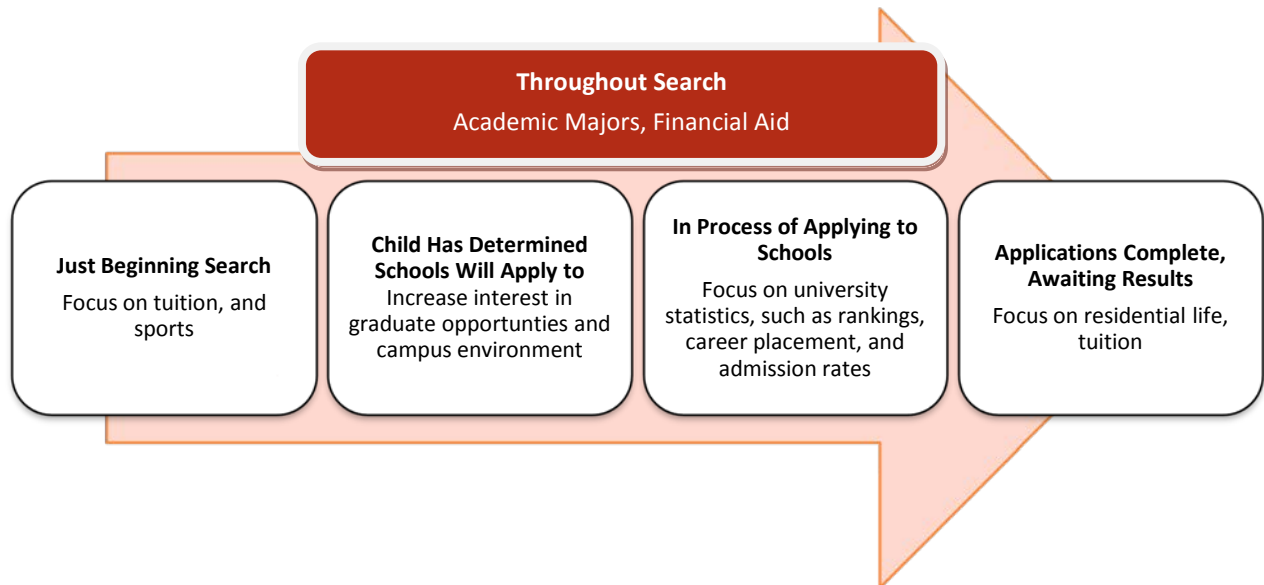 Throughout Search
Academic Majors, Financial Aid
Just Beginning Search
Focus on tuition, and
sports
Child Has Determined
Schools Will Apply to
Increase interest in
graduate opportunties and
campus environment
In Process of Applying to
Schools
Focus on university
statistics, such as rankings,
career placement, and
admission rates
Applications Complete,
Awaiting Results
Focus on residential life,
tuition